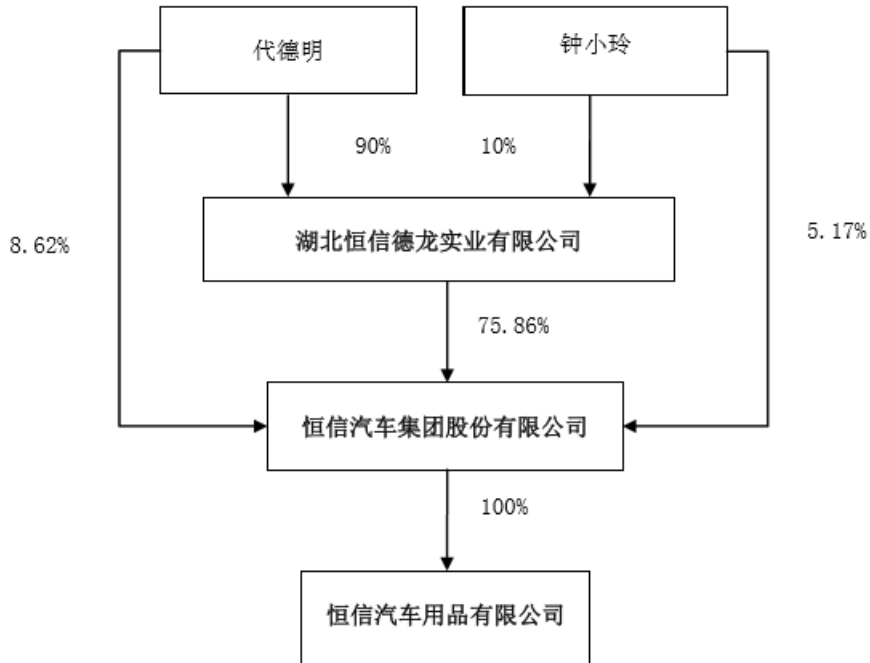 代德明
钟小玲
90%
10%
8.62%
湖北恒信德龙实业有限公司
5.17%
75.86%
恒信汽车集团股份有限公司
100%
恒信汽车用品有限公司